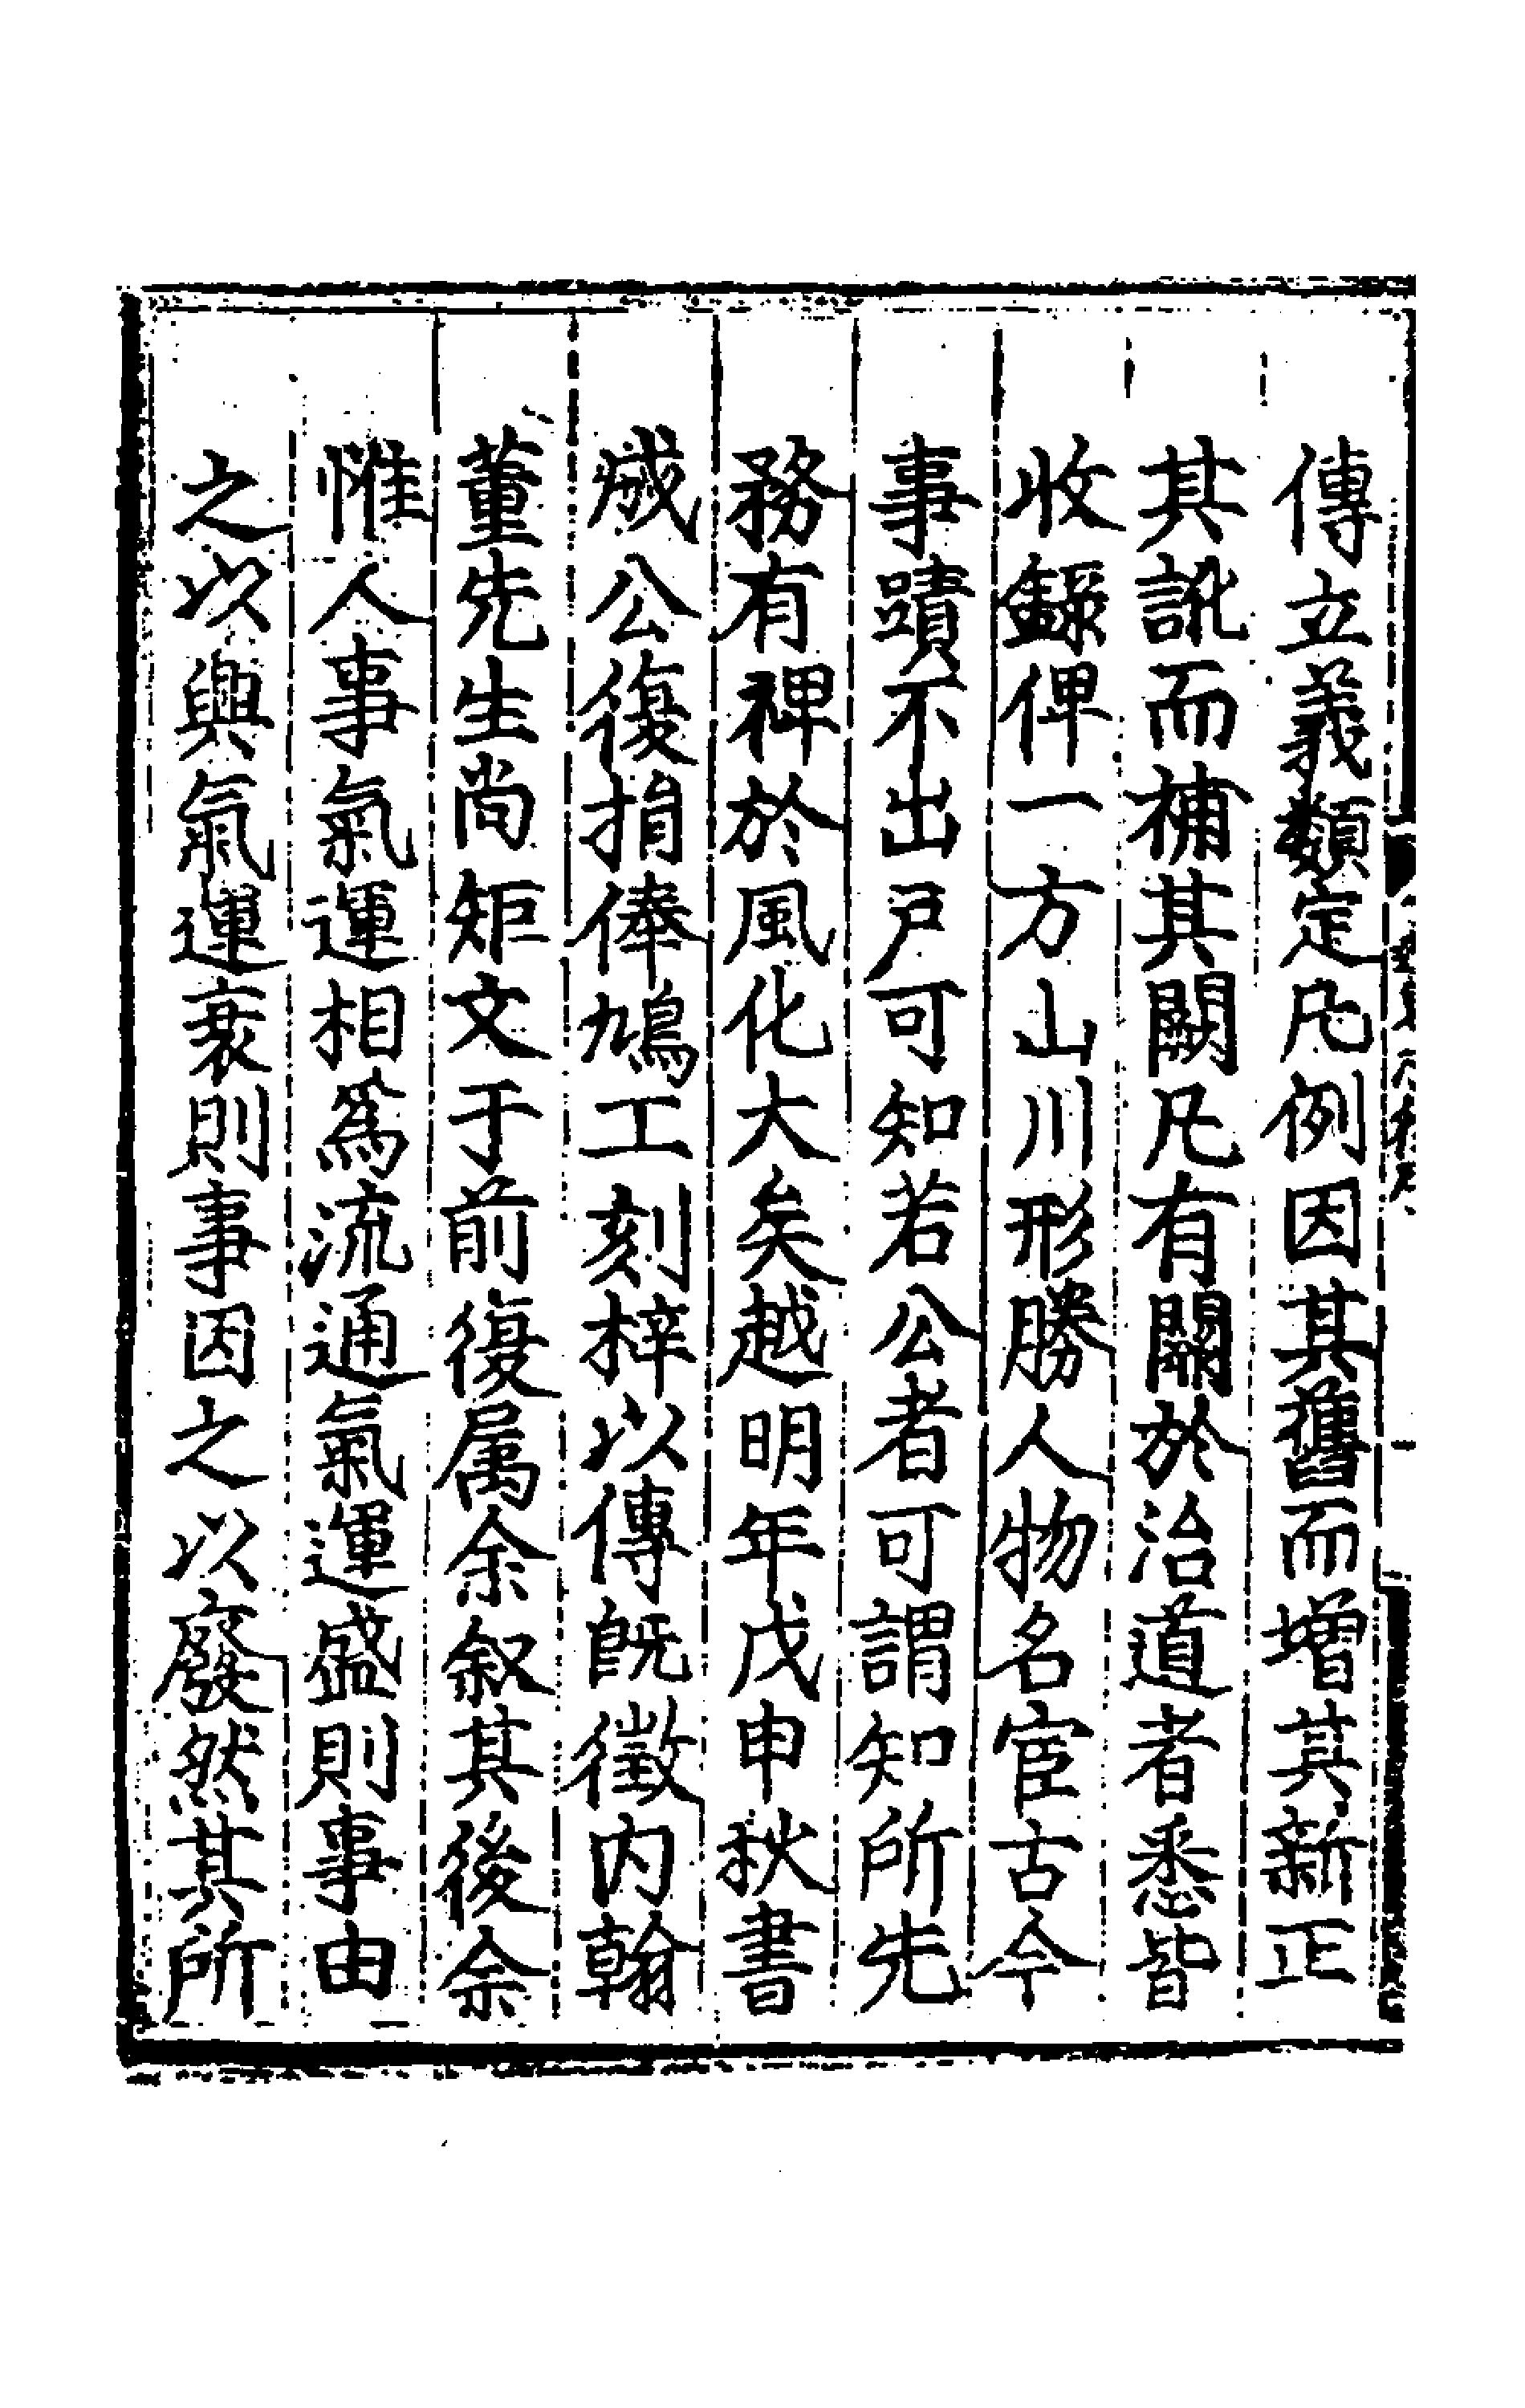 傳立義類定凡例因其舊而增其新正
其訛而補其闕凡有關於治道者悉皆
收錄俾一方山川形勝人物名宦古今
事蹟不出戶可知若公者可謂知所先
務有裨於風化大矣越明年戊申秋書
成公復捐俸鳩工刻梓以傳既徵內翰
董先生尚矩文于前復属余叙其後余
惟人事氣運相為流通氣運盛則事由
之以興氣運衰則事因之以廢然其所